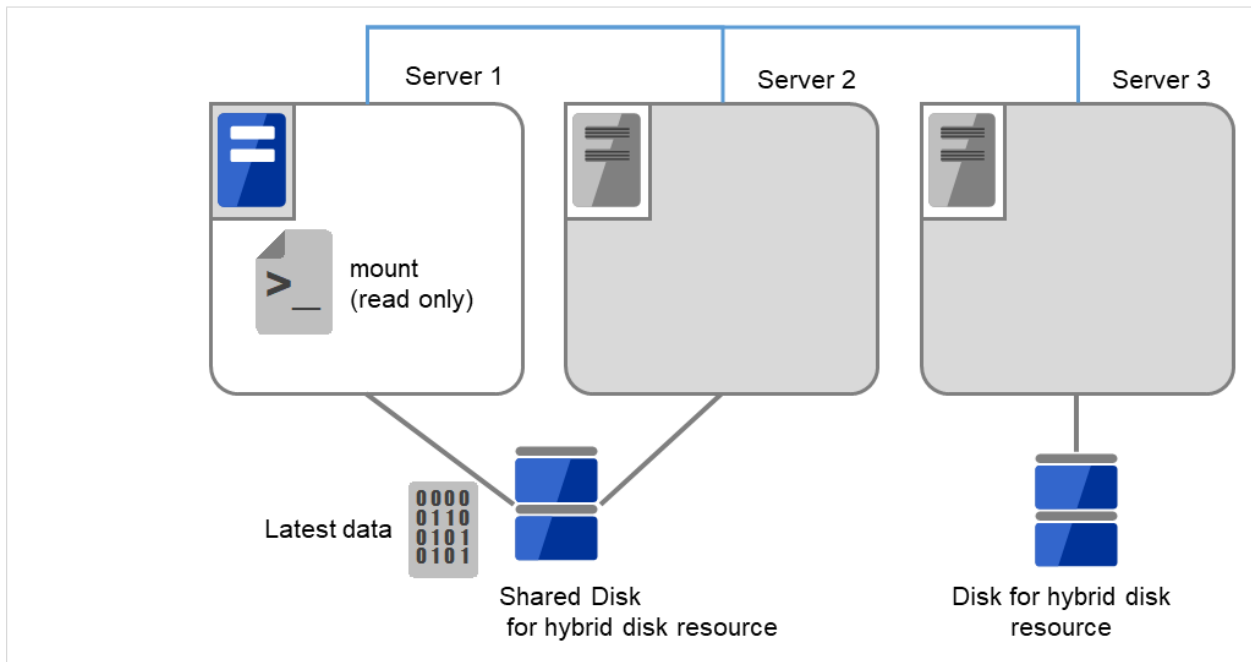 Server 1
Server 2
Server 3
>_
mount
(read only)
Latest data
0000
0110
0101
0101
Shared Disk
for hybrid disk resource
Disk for hybrid disk
resource